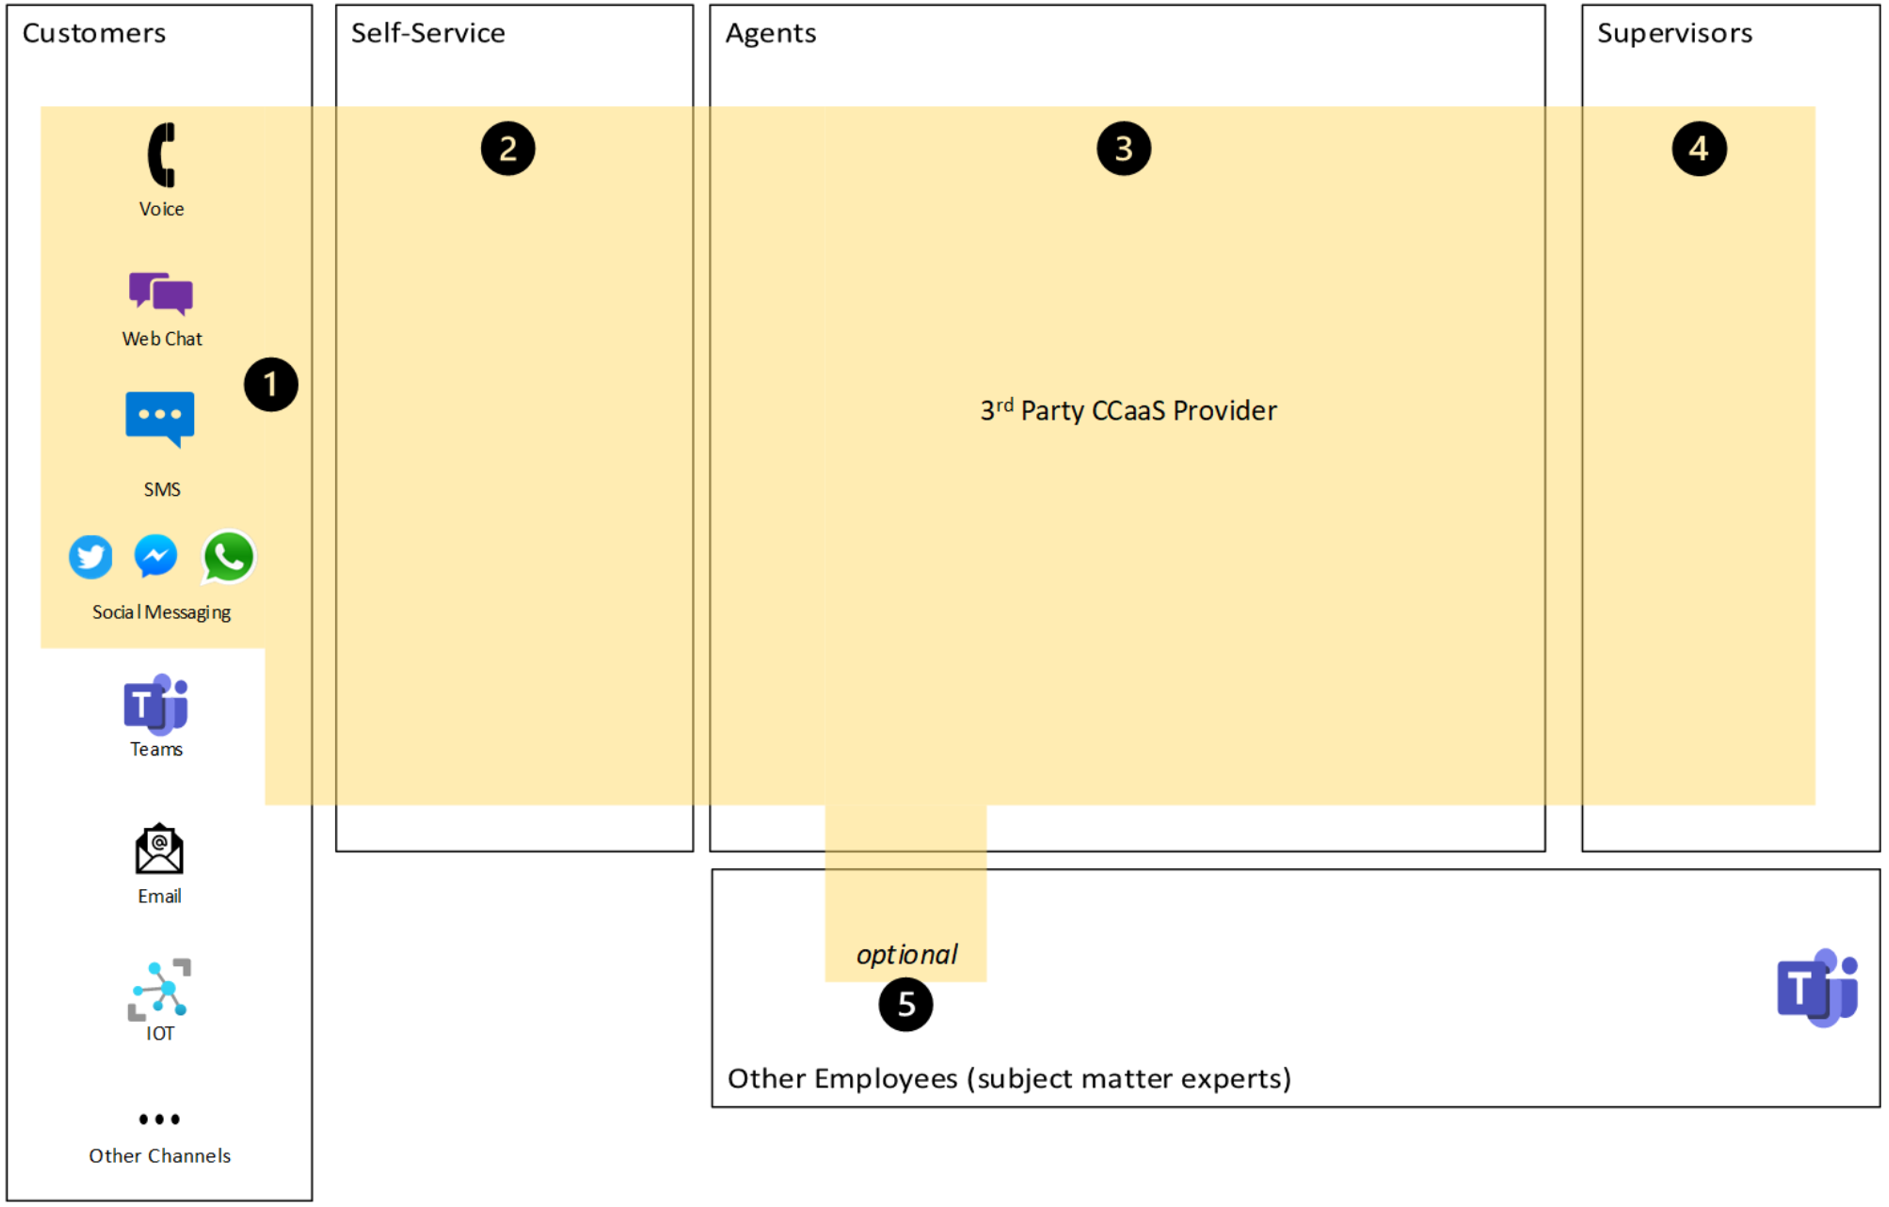 Customers
Self-Service
Agents
Supervisors
2
3
4
Voice
Web Chat
1
3rd Party CCaaS Provider
SMS
Social Messaging
T
Teams
@
Email
optional
T
5
IOT
Other Employees (subject matter experts)
Other Channels